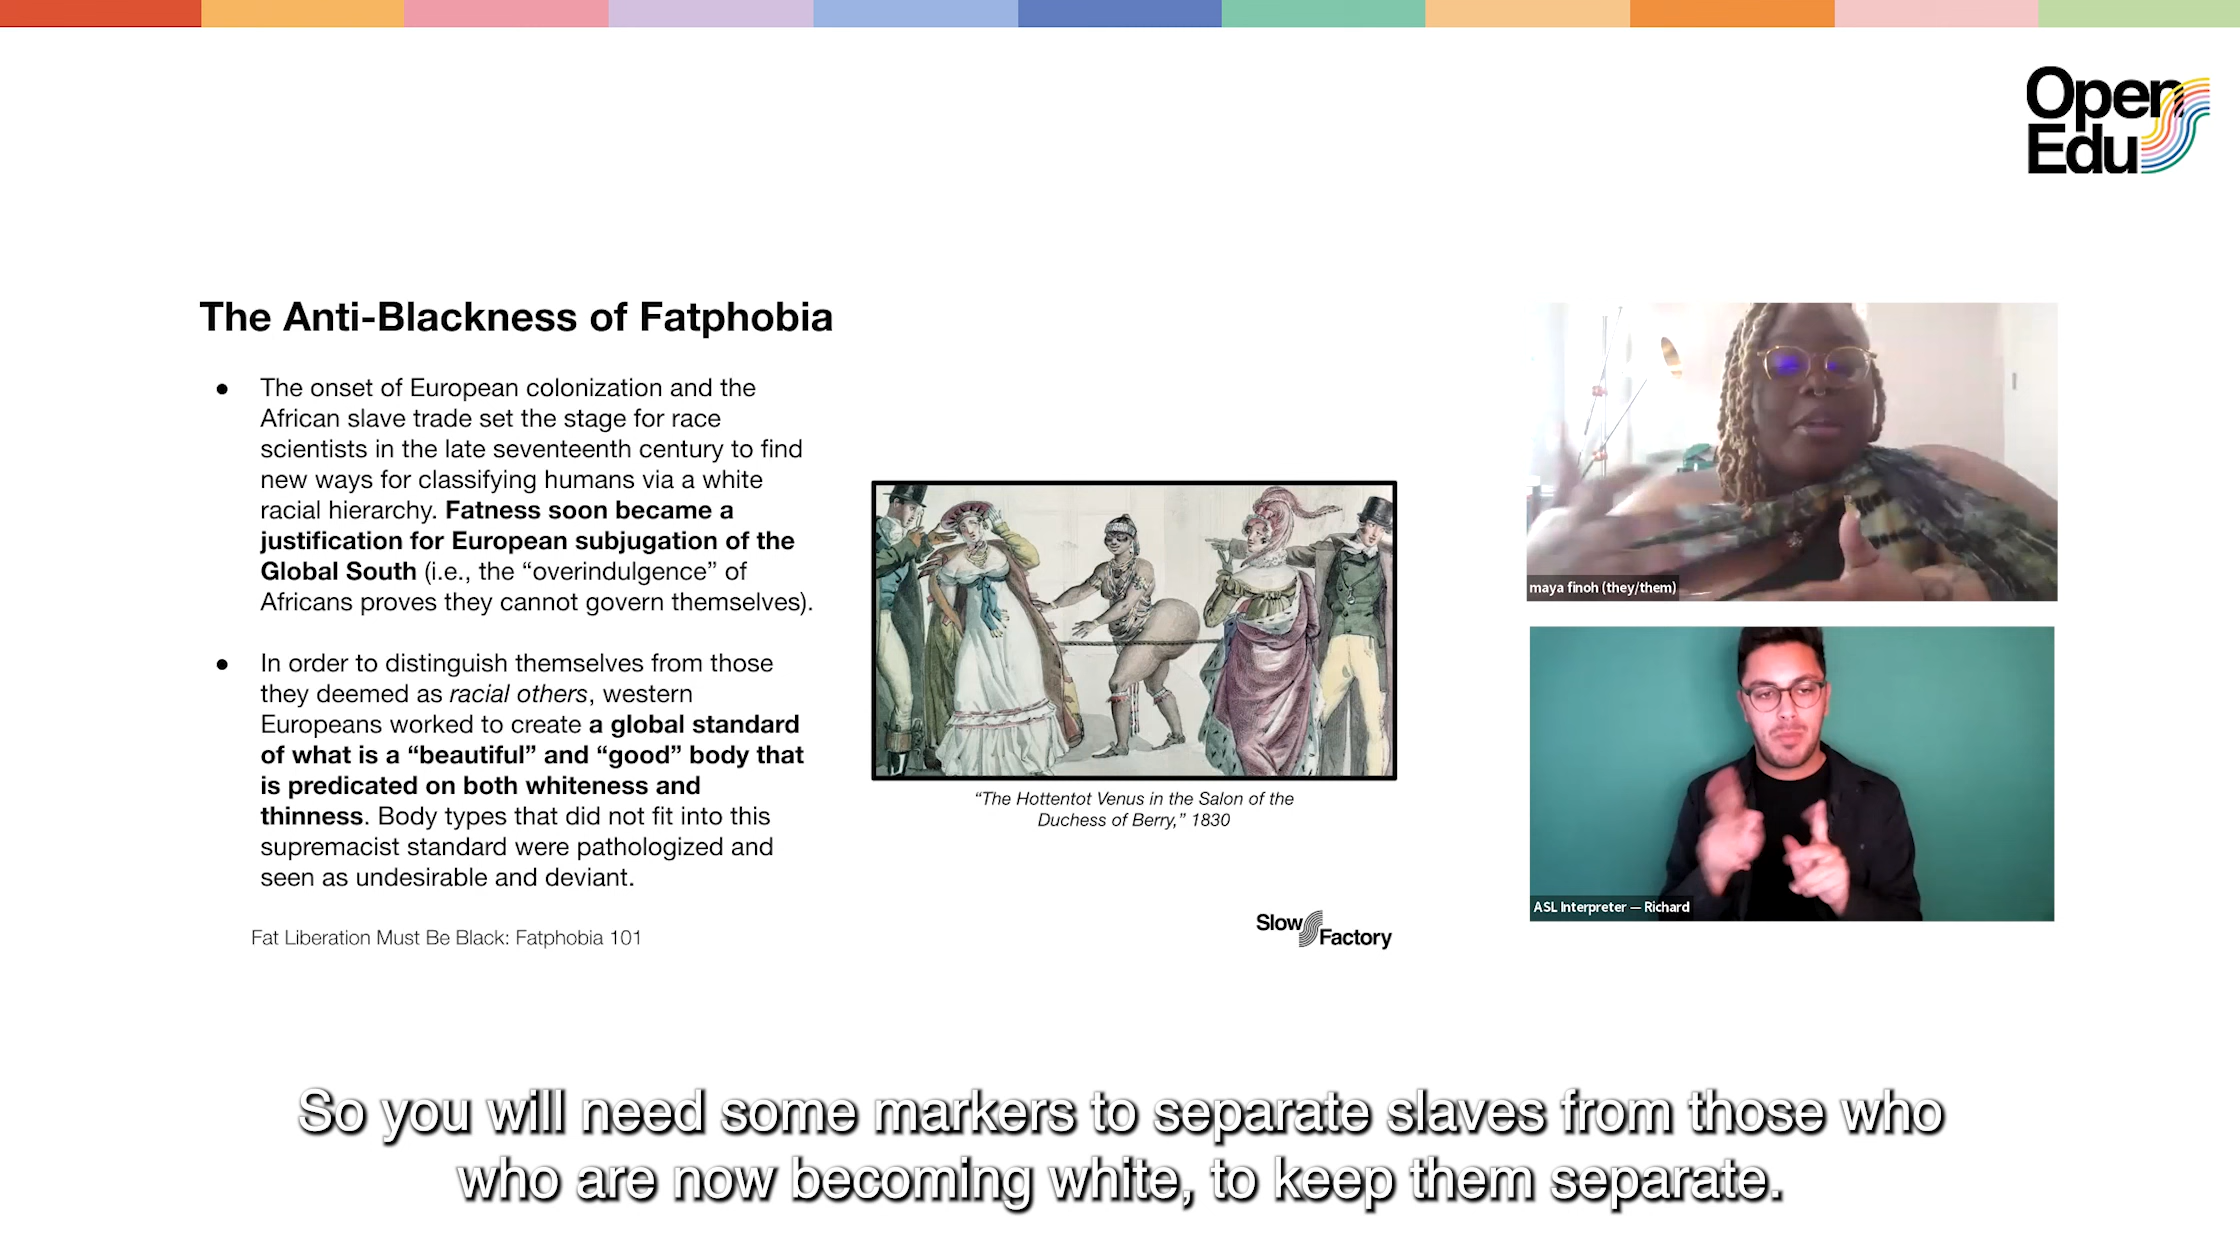 Open
Edu
The Anti-Blackness of Fatphobia
● The onset of European colonization and the
African slave trade set the stage for race
scientists in the late seventeenth century to find
new ways for classifying humans via a white
racial hierarchy. Fatness soon became a
justification for European subjugation of the
Global South (i.e., the “overindulgence” of
Africans proves they cannot govern themselves).
● In order to distinguish themselves from those
they deemed as racial others, western
Europeans worked to create a global standard
of what is a “beautiful” and “good” body that
is predicated on both whiteness and
thinness. Body types that did not fit into this
supremacist standard were pathologized and
seen as undesirable and deviant.
Fat Liberation Must Be Black: Fatphobia 101
“The Hottentot Venus in the Salon of the
Duchess of Berry,” 1830
Slow
Factory
maya finoh (they/them)
ASL Interpreter — Richard
So you will need some markers to separate slaves from those who
who are now becoming white, to keep them separate.